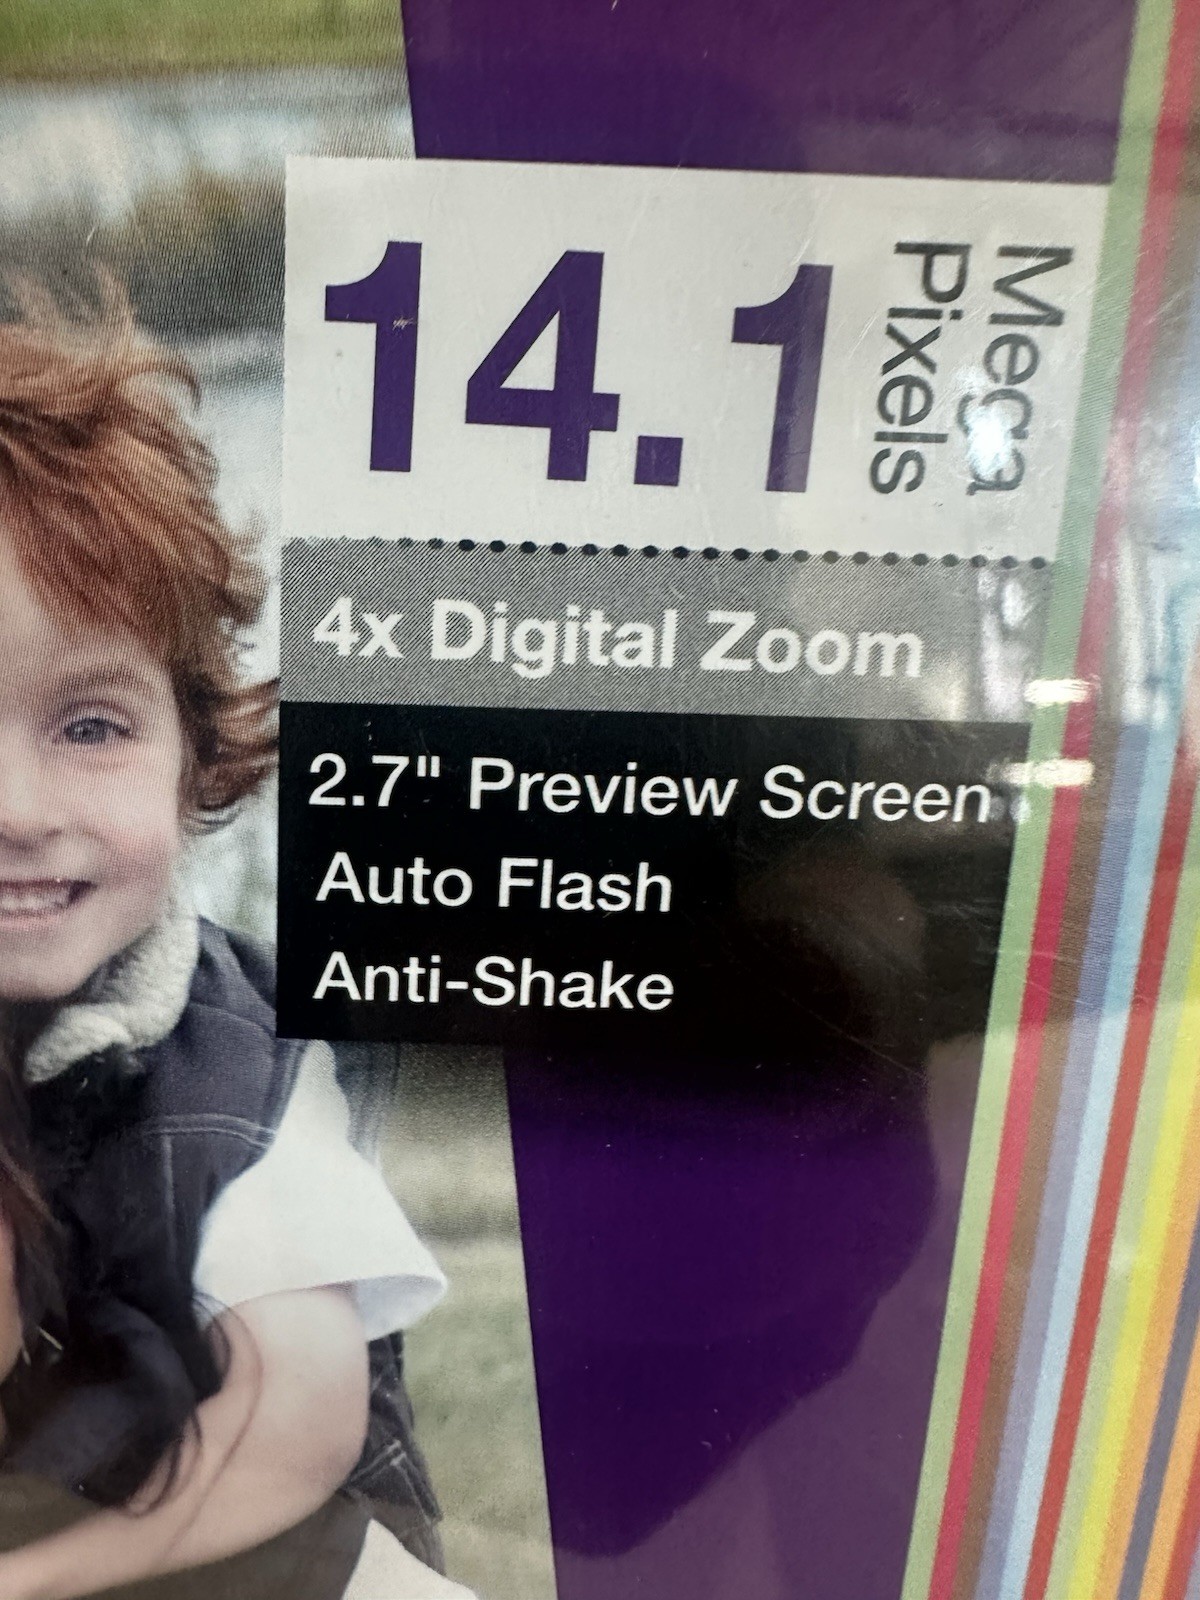 14.1
Mega
Pixels
4x Digital Zoom
2.7" Preview Screen
Auto Flash
Anti-Shake